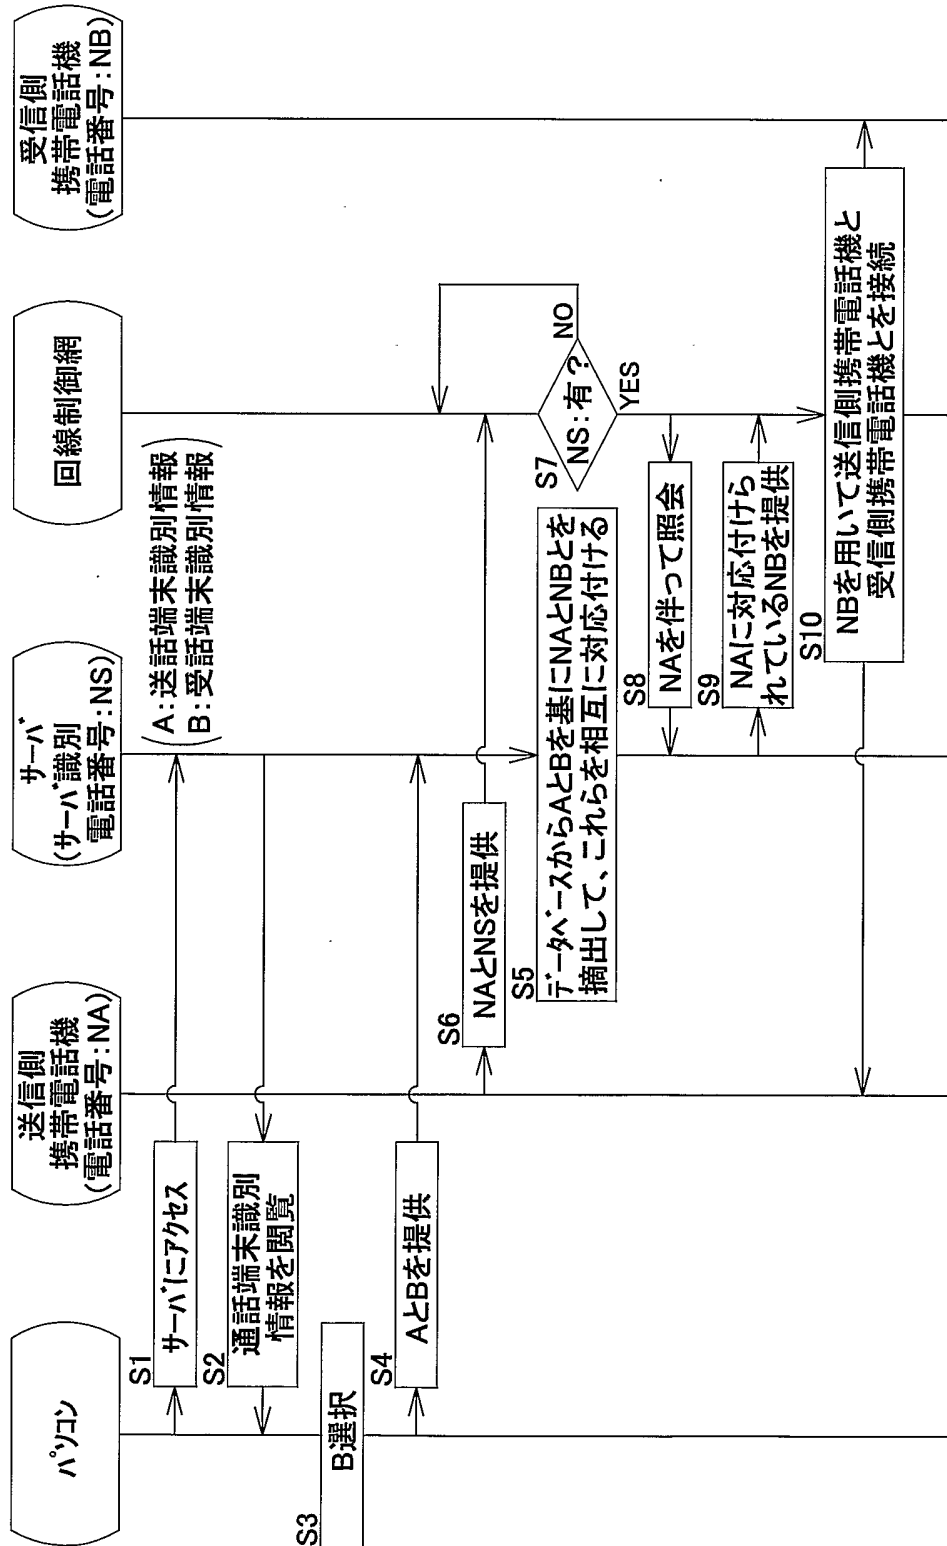 パソコン
送信側
携帯電話機
(電話番号:NA)
サーバ
(サーバ識別
電話番号:NS)
回線制御網
受信側
携帯電話機
(電話番号:NB)
A:送話端末識別情報
B:受話端末識別情報
S1
サーバにアクセス
S2
通話端末識別
情報を閲覧
S3
B選択
S4
AとBを提供
S6
NAとNSを提供
S5
データベースからAとBを基にNAとNBとを
摘出して、これらを相互に対応付ける
S7
NS:有?
NO
YES
S8
NAを伴って照会
S9
NAに対応付けら
れているNBを提供
S10
NBを用いて送信側携帯電話機と
受信側携帯電話機とを接続